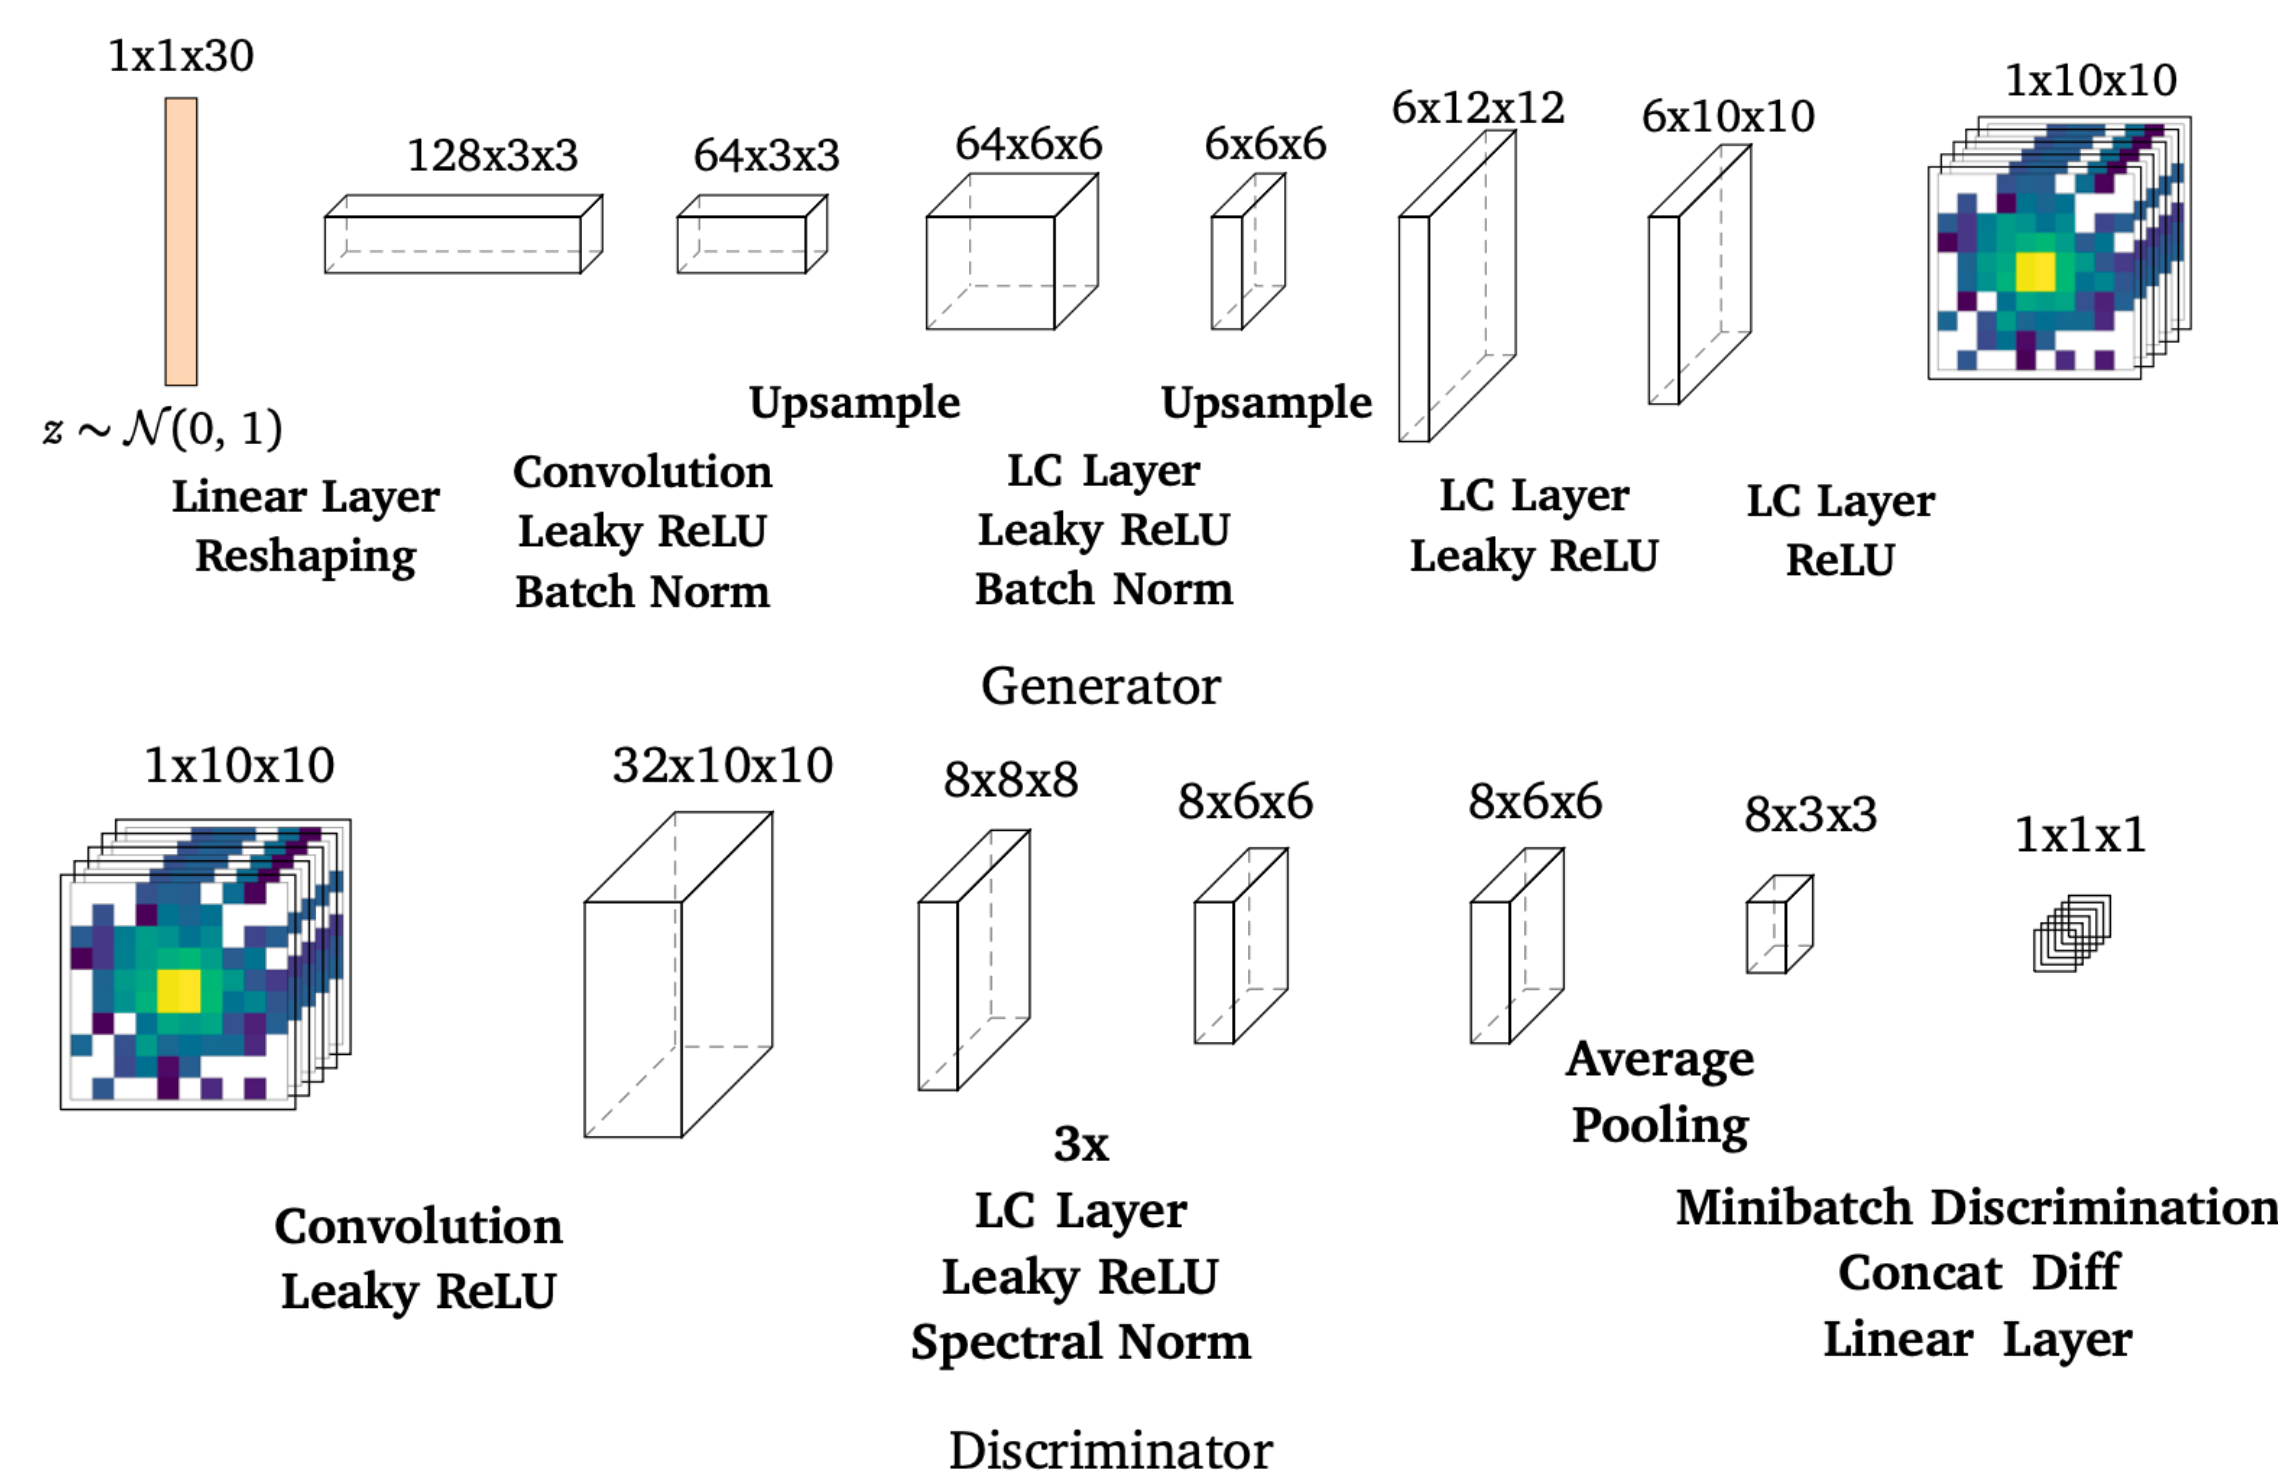 1x1x30
128x3x3
64x3x3
64x6x6
6x6x6
6x12x12
6x10x10
1x10x10
z ~ 𝒩(0, 1)
Linear Layer
Reshaping
Convolution
Leaky ReLU
Batch Norm
Upsample
LC Layer
Leaky ReLU
Batch Norm
Upsample
LC Layer
Leaky ReLU
LC Layer
ReLU
Generator
1x10x10
32x10x10
8x8x8
8x6x6
8x6x6
8x3x3
1x1x1
Convolution
Leaky ReLU
3x
LC Layer
Leaky ReLU
Spectral Norm
Average
Pooling
Minibatch Discrimination
Concat Diff
Linear Layer
Discriminator